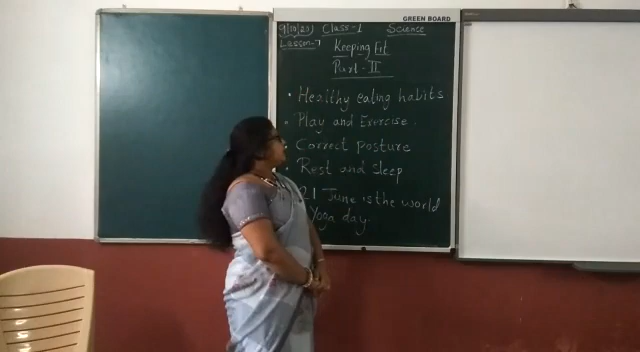 GREEN BOARD
9/10/20 Class-1 Science
Lesson-7 Keeping Fit
Part-II
• Healthy eating habits
• Play and Exercise.
• Correct posture
• Rest and sleep
21 June is the world
Yoga day.